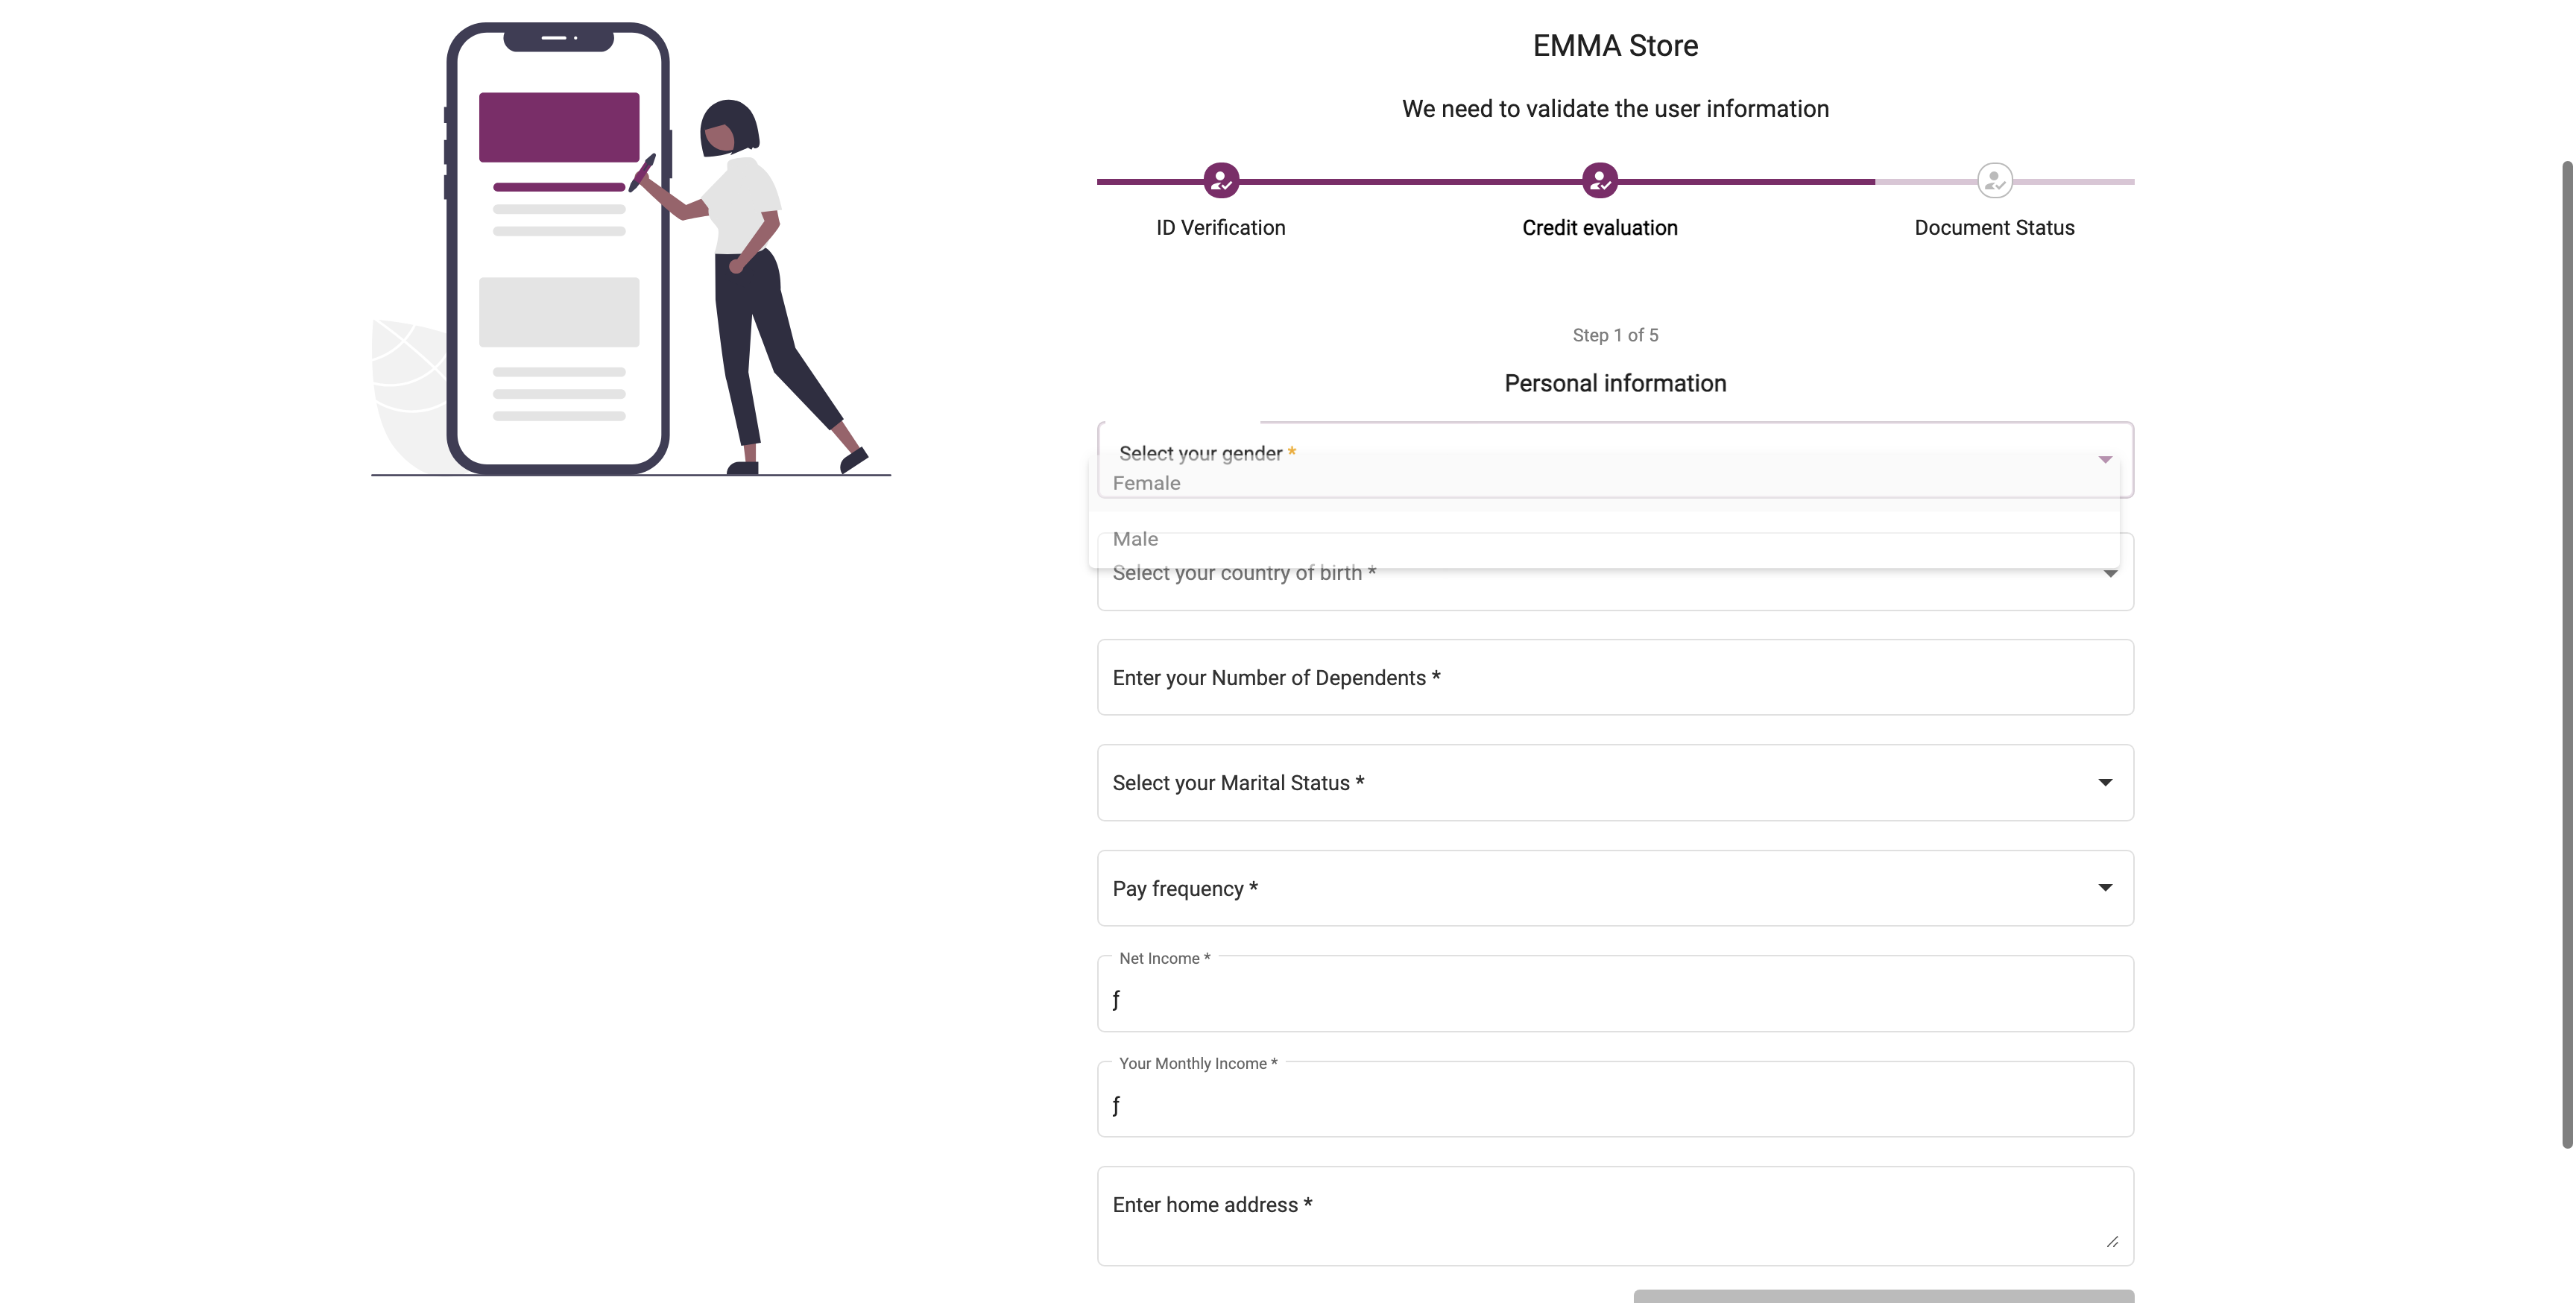 EMMA Store
We need to validate the user information
ID Verification
Credit evaluation
Document Status
Step 1 of 5
Personal information
Select your gender *
Female
Male
Select your country of birth *
Enter your Number of Dependents *
Select your Marital Status *
Pay frequency *
Net Income *
ƒ
Your Monthly Income *
ƒ
Enter home address *